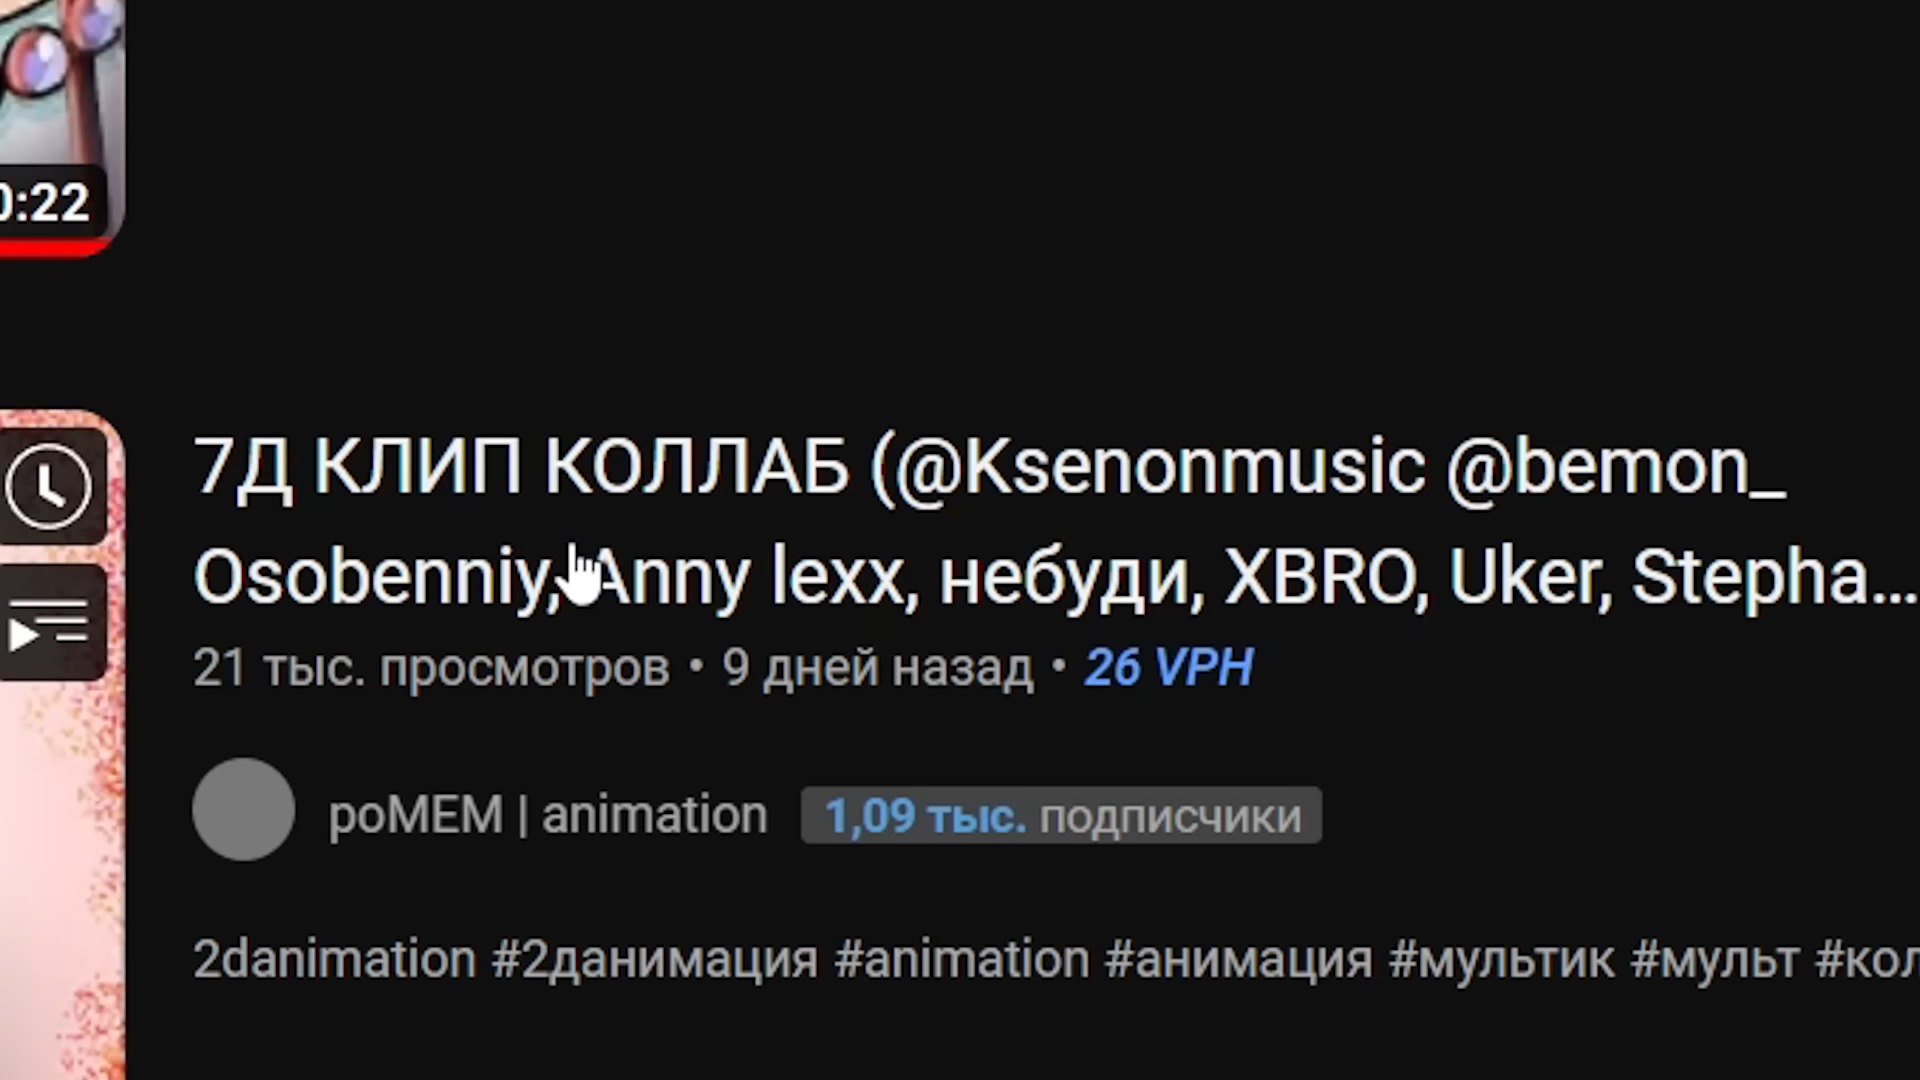 0:22
7Д КЛИП КОЛЛАБ (@Ksenonmusic @bemon_
Osobenniy, Anny lexx, небуди, XBRO, Uker, Stepha...
21 тыс. просмотров • 9 дней назад • 26 VPH
poMEM | animation 1,09 тыс. подписчики
2danimation #2данимация #animation #анимация #мультик #мульт #кол